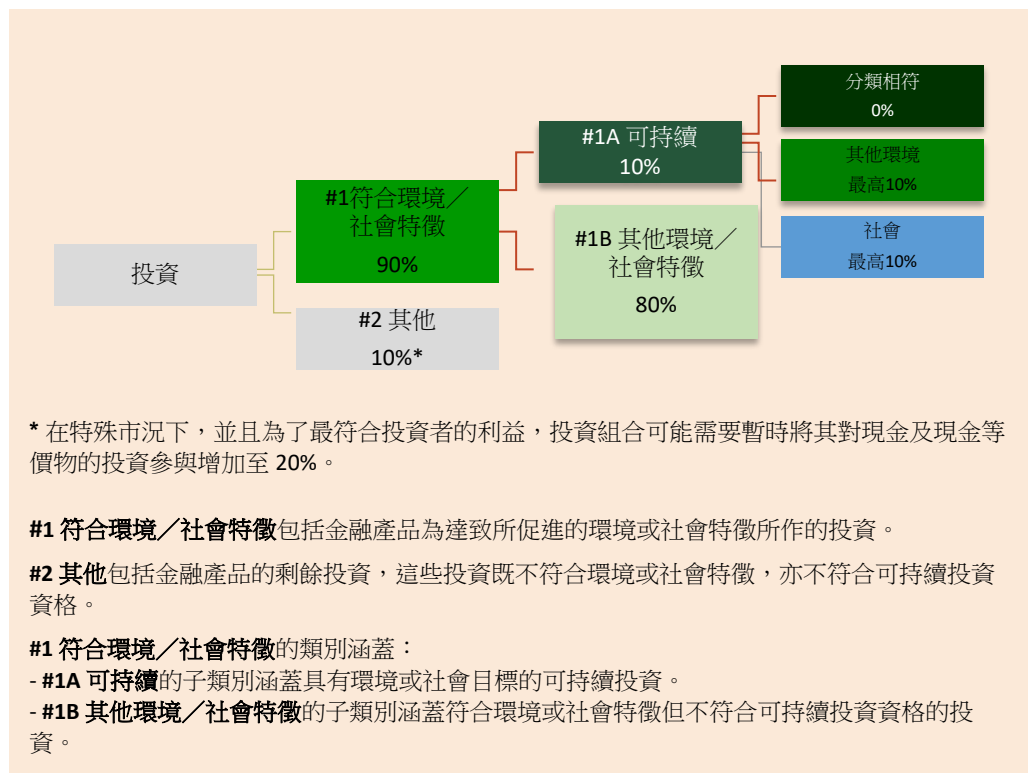 分類相符
0%
#1A 可持續
10%
其他環境
最高10%
#1符合環境／
社會特徵
90%
社會
最高10%
#1B 其他環境／
社會特徵
80%
投資
#2 其他
10%*
* 在特殊市況下，並且為了最符合投資者的利益，投資組合可能需要暫時將其對現金及現金等
價物的投資參與增加至 20%。
#1 符合環境／社會特徵包括金融產品為達致所促進的環境或社會特徵所作的投資。
#2 其他包括金融產品的剩餘投資，這些投資既不符合環境或社會特徵，亦不符合可持續投資
資格。
#1 符合環境／社會特徵的類別涵蓋：
- #1A 可持續的子類別涵蓋具有環境或社會目標的可持續投資。
- #1B 其他環境／社會特徵的子類別涵蓋符合環境或社會特徵但不符合可持續投資資格的投
資。